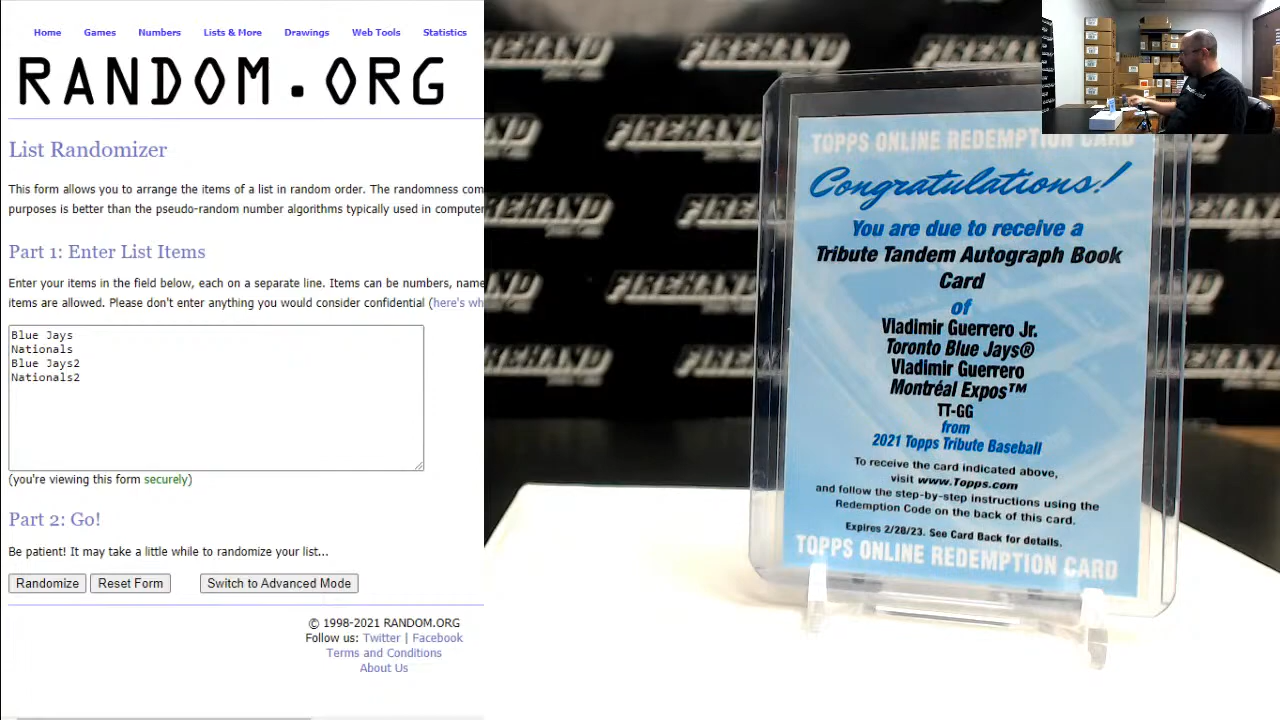 Home Games Numbers Lists & More Drawings Web Tools Statistics
RANDOM.ORG
List Randomizer
This form allows you to arrange the items of a list in random order. The randomness com
purposes is better than the pseudo-random number algorithms typically used in computer
Part 1: Enter List Items
Enter your items in the field below, each on a separate line. Items can be numbers, name
items are allowed. Please don't enter anything you would consider confidential (here's wh
Blue Jays
Nationals
Blue Jays2
Nationals2
(you're viewing this form securely)
Part 2: Go!
Be patient! It may take a little while to randomize your list...
Randomize Reset Form Switch to Advanced Mode
© 1998-2021 RANDOM.ORG
Follow us: Twitter | Facebook
Terms and Conditions
About Us
FIREHAND
FIREHAND
FIREHAND
FIREHAND
TOPPS ONLINE REDEMPTION CARD
Congratulations!
You are due to receive a
Tribute Tandem Autograph Book
Card
of
Vladimir Guerrero Jr.
Toronto Blue Jays®
Vladimir Guerrero
Montréal Expos™
TT-GG
from
2021 Topps Tribute Baseball
To receive the card indicated above,
visit www.Topps.com
and follow the step-by-step instructions using the
Redemption Code on the back of this card.
Expires 2/28/23. See Card Back for details.
TOPPS ONLINE REDEMPTION CARD